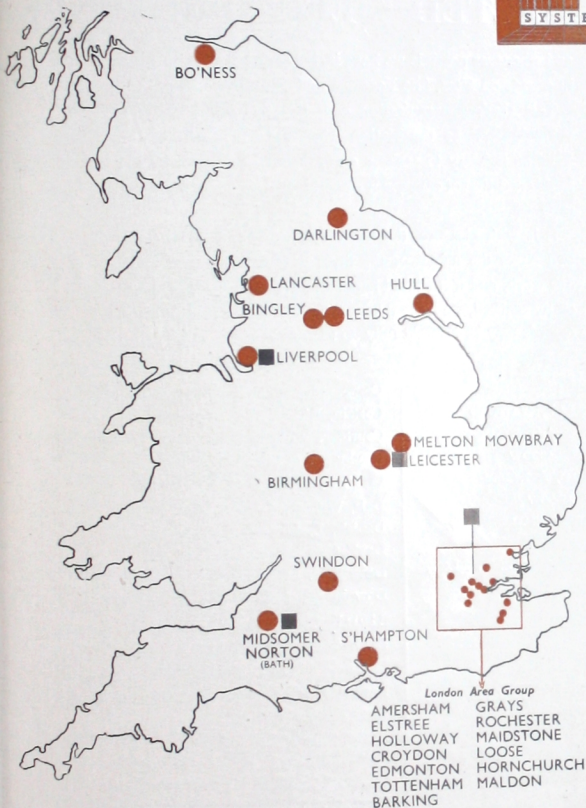 SYSTE
BO'NESS
DARLINGTON
LANCASTER
HULL
BINGLEY
LEEDS
LIVERPOOL
MELTON MOWBRAY
LEICESTER
BIRMINGHAM
SWINDON
MIDSOMER
NORTON
(BATH)
S'HAMPTON
London Area Group
AMERSHAM
ELSTREE
HOLLOWAY
CROYDON
EDMONTON
TOTTENHAM
BARKING
GRAYS
ROCHESTER
MAIDSTONE
LOOSE
HORNCHURCH
MALDON